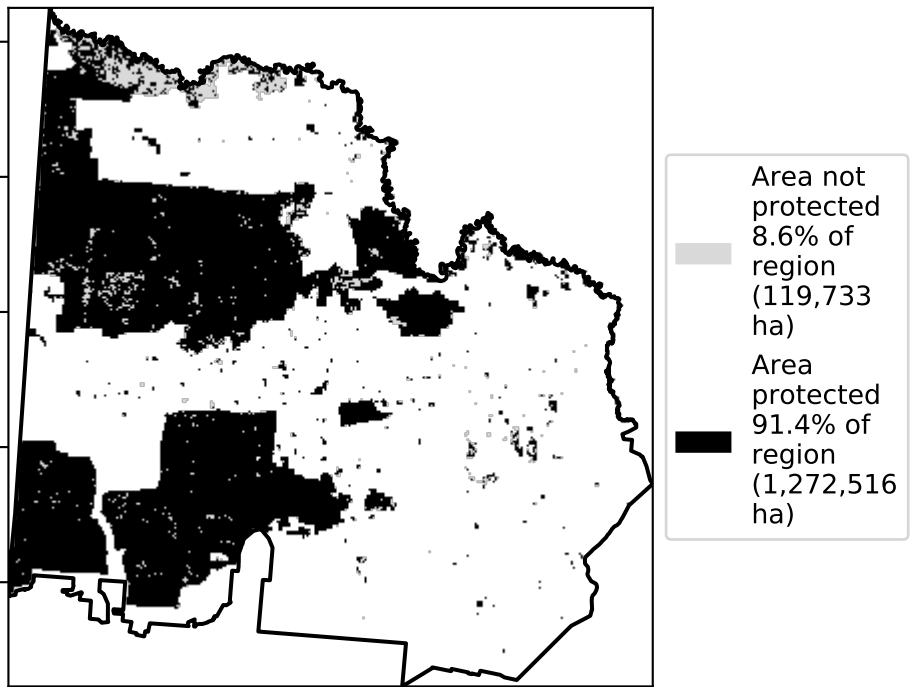 Area not
protected
8.6% of
region
(119,733
ha)
Area
protected
91.4% of
region
(1,272,516
ha)